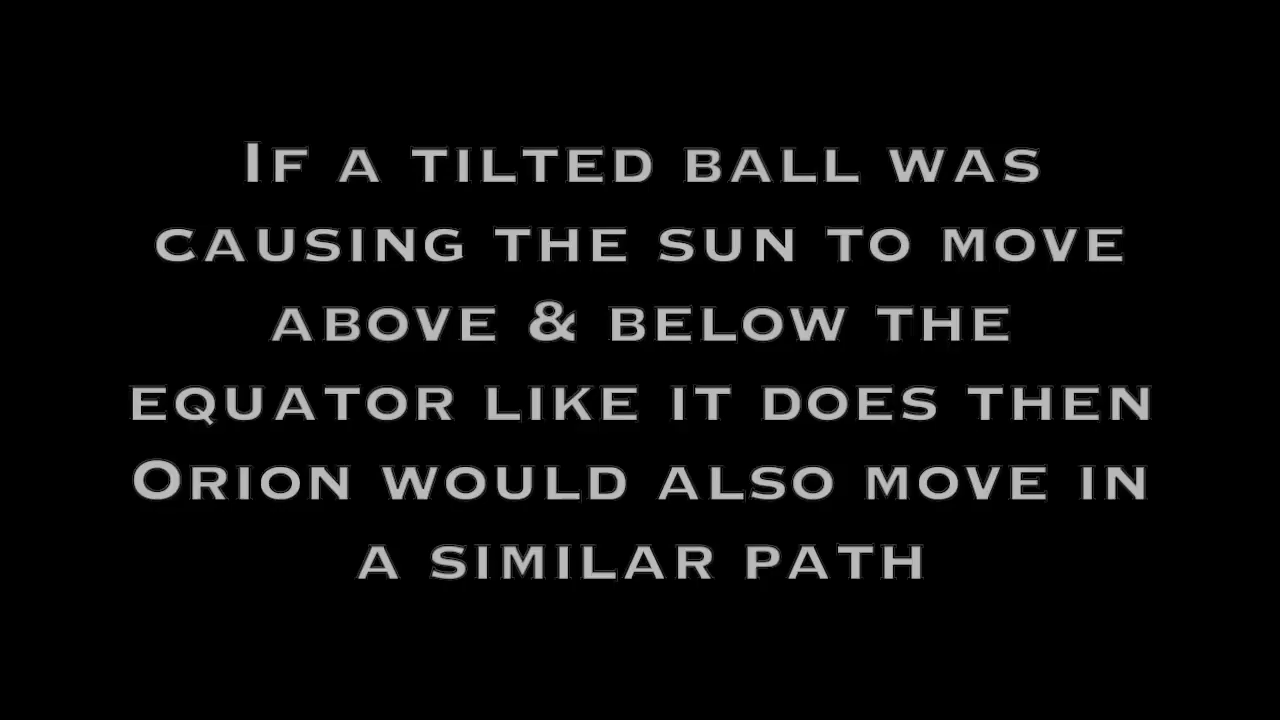 If a tilted ball was
causing the sun to move
above & below the
equator like it does then
Orion would also move in
a similar path